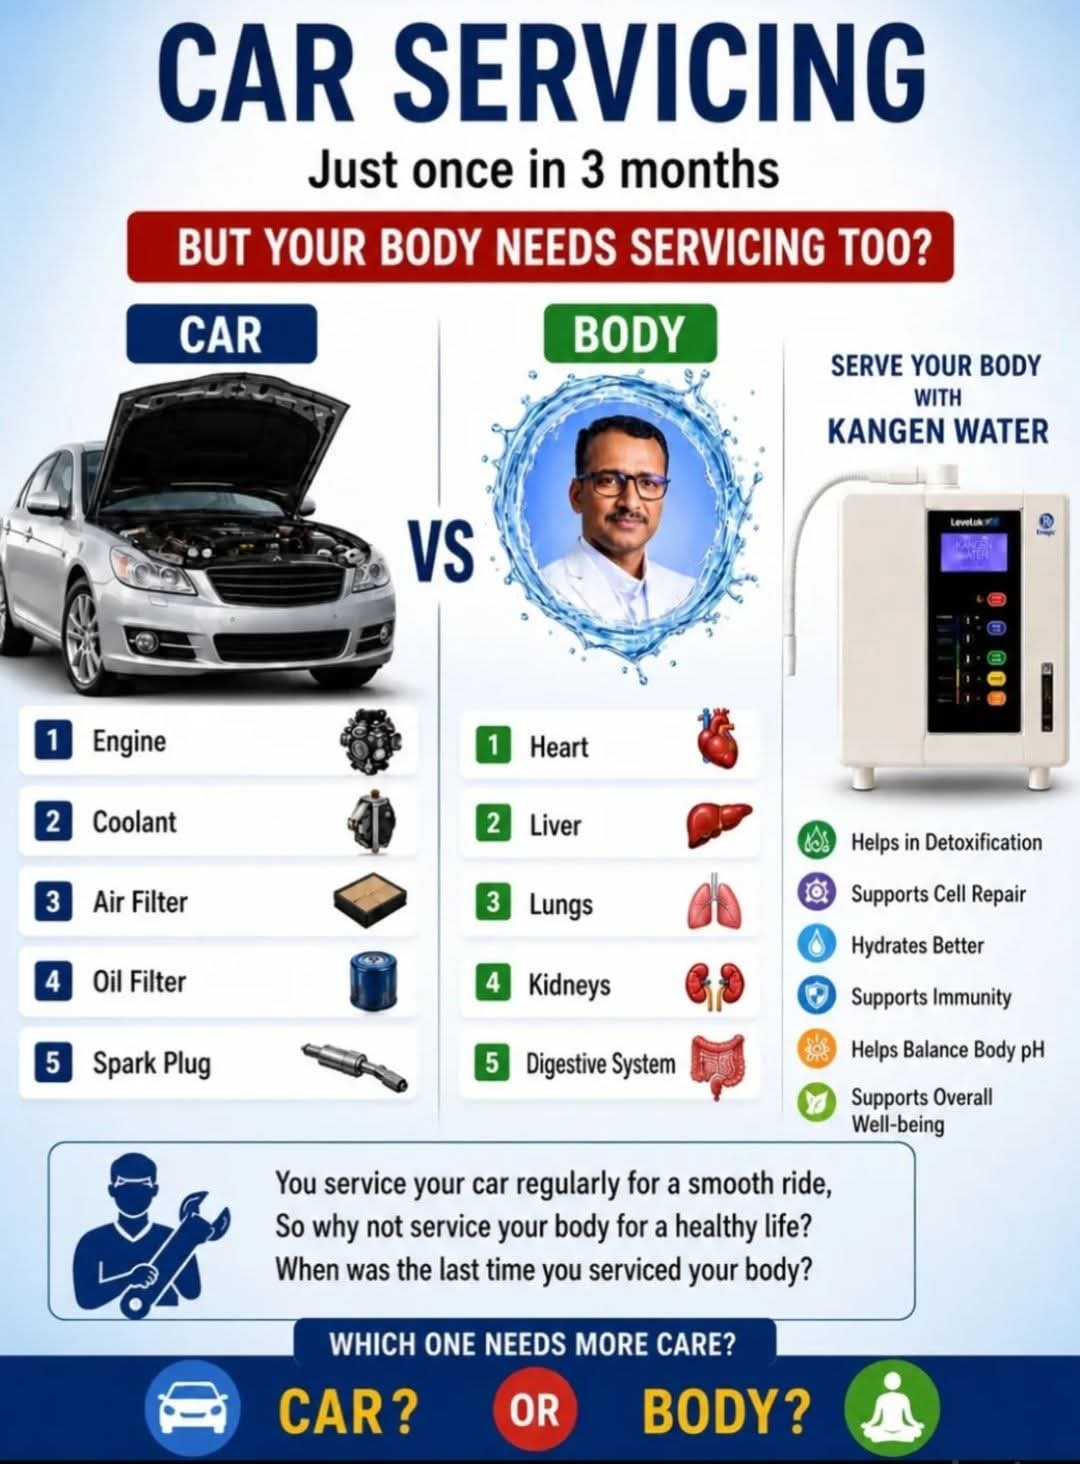 CAR SERVICING
Just once in 3 months
BUT YOUR BODY NEEDS SERVICING TOO?
CAR
VS
BODY
SERVE YOUR BODY
WITH
KANGEN WATER
LeveLuk
KANGEN
WATER
Enagic
1 Engine
2 Coolant
3 Air Filter
4 Oil Filter
5 Spark Plug
1 Heart
2 Liver
3 Lungs
4 Kidneys
5 Digestive System
Helps in Detoxification
Supports Cell Repair
Hydrates Better
Supports Immunity
Helps Balance Body pH
Supports Overall
Well-being
You service your car regularly for a smooth ride,
So why not service your body for a healthy life?
When was the last time you serviced your body?
WHICH ONE NEEDS MORE CARE?
CAR? OR BODY?